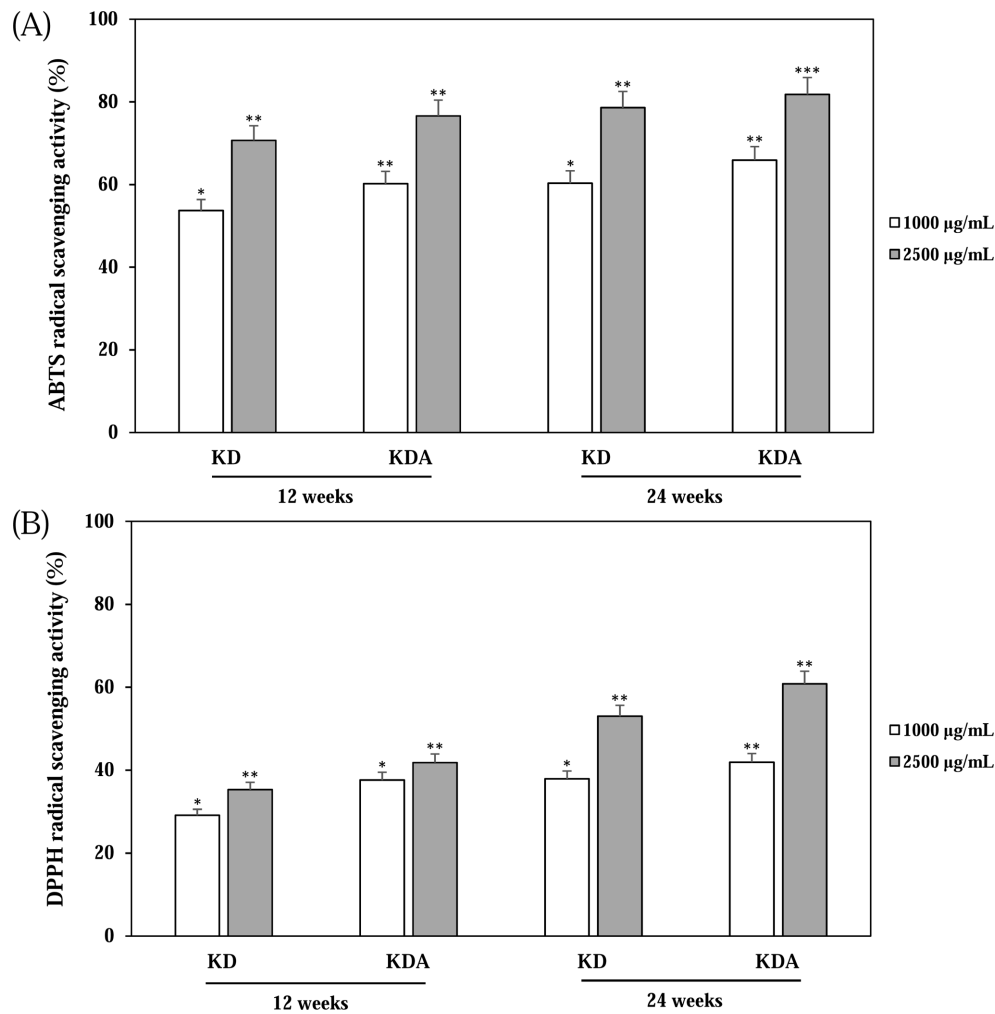 (A)
ABTS radical scavenging activity (%)
100
80
60
40
20
0
*
**
**
**
*
**
**
***
KD
KDA
KD
KDA
12 weeks
24 weeks
1000 µg/mL
2500 µg/mL
(B)
DPPH radical scavenging activity (%)
100
80
60
40
20
0
*
**
*
**
*
**
**
**
KD
KDA
KD
KDA
12 weeks
24 weeks
1000 µg/mL
2500 µg/mL